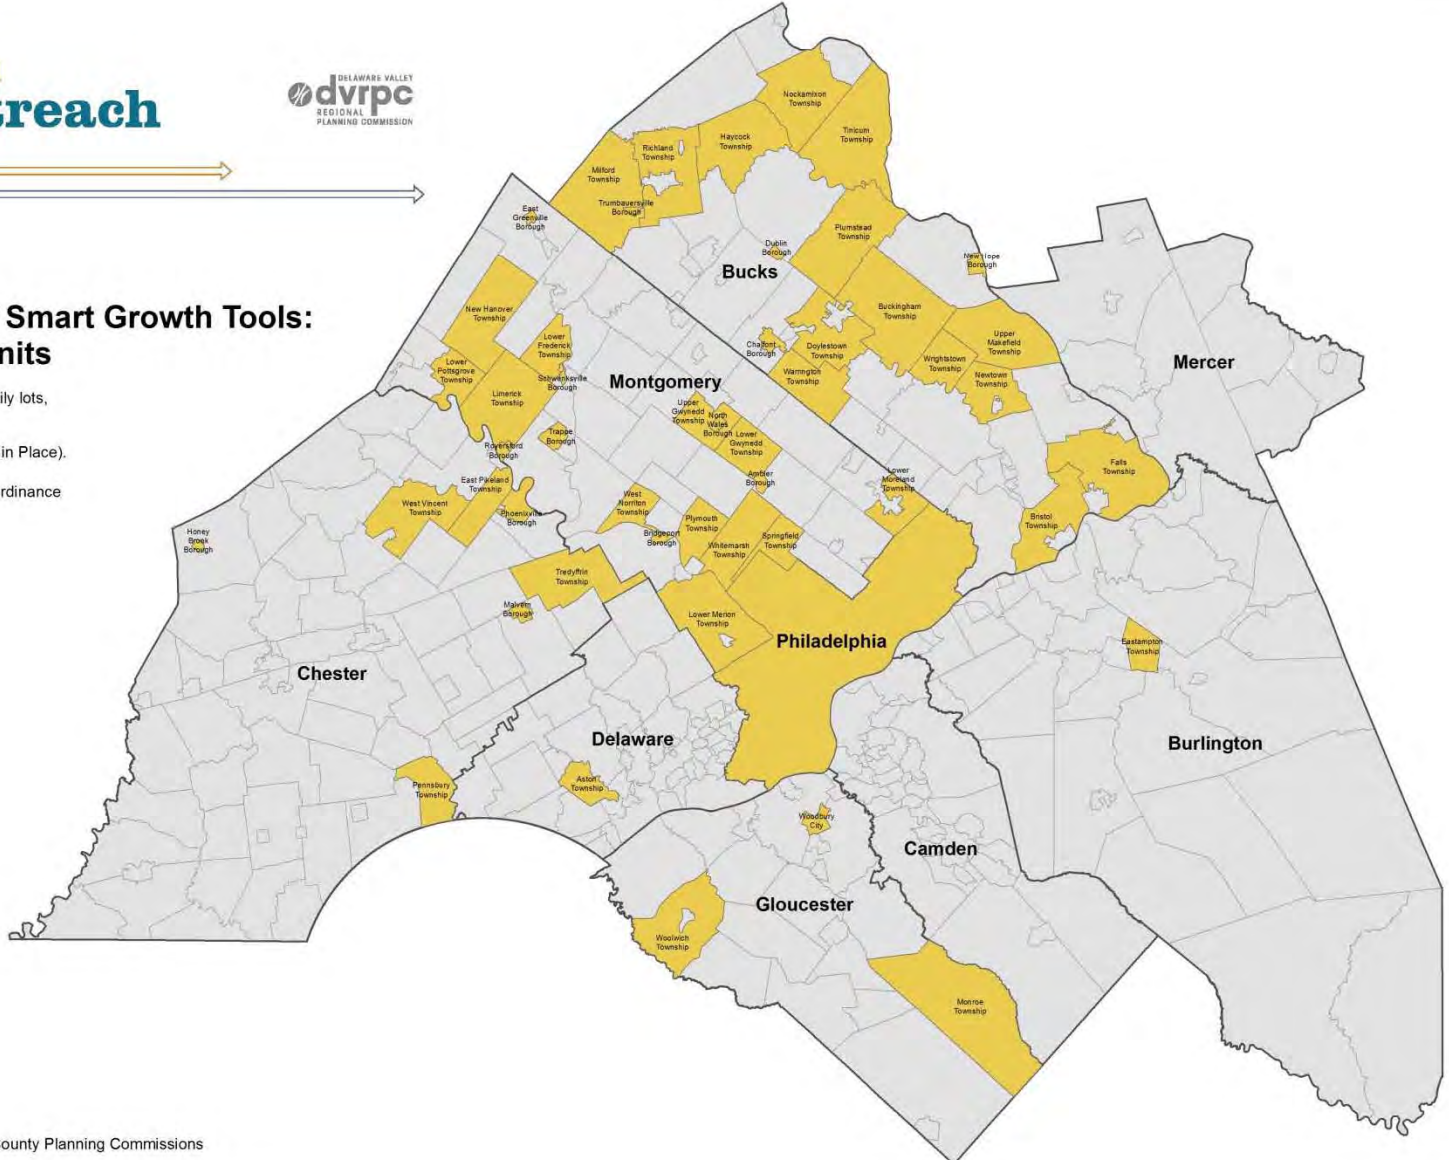 treach
DELAWARE VALLEY
dvrpc
REGIONAL
PLANNING COMMISSION
Smart Growth Tools:
nits
ily lots,
in Place).
rdinance
Nockamixon
Township
Tinicum
Township
Haycock
Township
Richland
Township
Milford
Township
Trumbauersville
Borough
East
Greenville
Borough
Plumstead
Township
Dublin
Borough
Bucks
New Hope
Borough
New Hanover
Township
Buckingham
Township
Upper
Makefield
Township
Lower
Frederick
Township
Chalfont
Borough
Doylestown
Township
Wrightstown
Township
Mercer
Lower
Pottsgrove
Township
Schwenksville
Borough
Montgomery
Warrington
Township
Newtown
Township
Limerick
Township
Upper
Gwynedd
Township
North
Wales
Borough
Lower
Gwynedd
Township
Trappe
Borough
Royersford
Borough
Falls
Township
East Pikeland
Township
Ambler
Borough
Lower
Moreland
Township
West Vincent
Township
Phoenixville
Borough
West
Norriton
Township
Plymouth
Township
Bristol
Township
Honey
Brook
Borough
Bridgeport
Borough
Whitemarsh
Township
Springfield
Township
Tredyffrin
Township
Malvern
Borough
Lower Merion
Township
Philadelphia
Eastampton
Township
Chester
Delaware
Burlington
Pennsbury
Township
Aston
Township
Woodbury
City
Camden
Gloucester
Woolwich
Township
Monroe
Township
ounty Planning Commissions